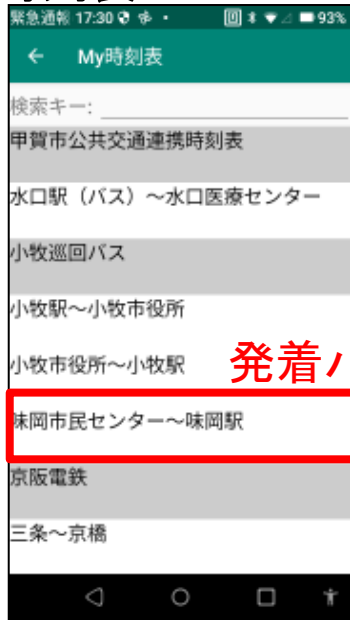 緊急通報 17:30 93%
My時刻表
検索キー:
甲賀市公共交通連携時刻表
水口駅（バス）～水口医療センター
小牧巡回バス
小牧駅～小牧市役所
小牧市役所～小牧駅
発着バ
味岡市民センター～味岡駅
京阪電鉄
三条～京橋